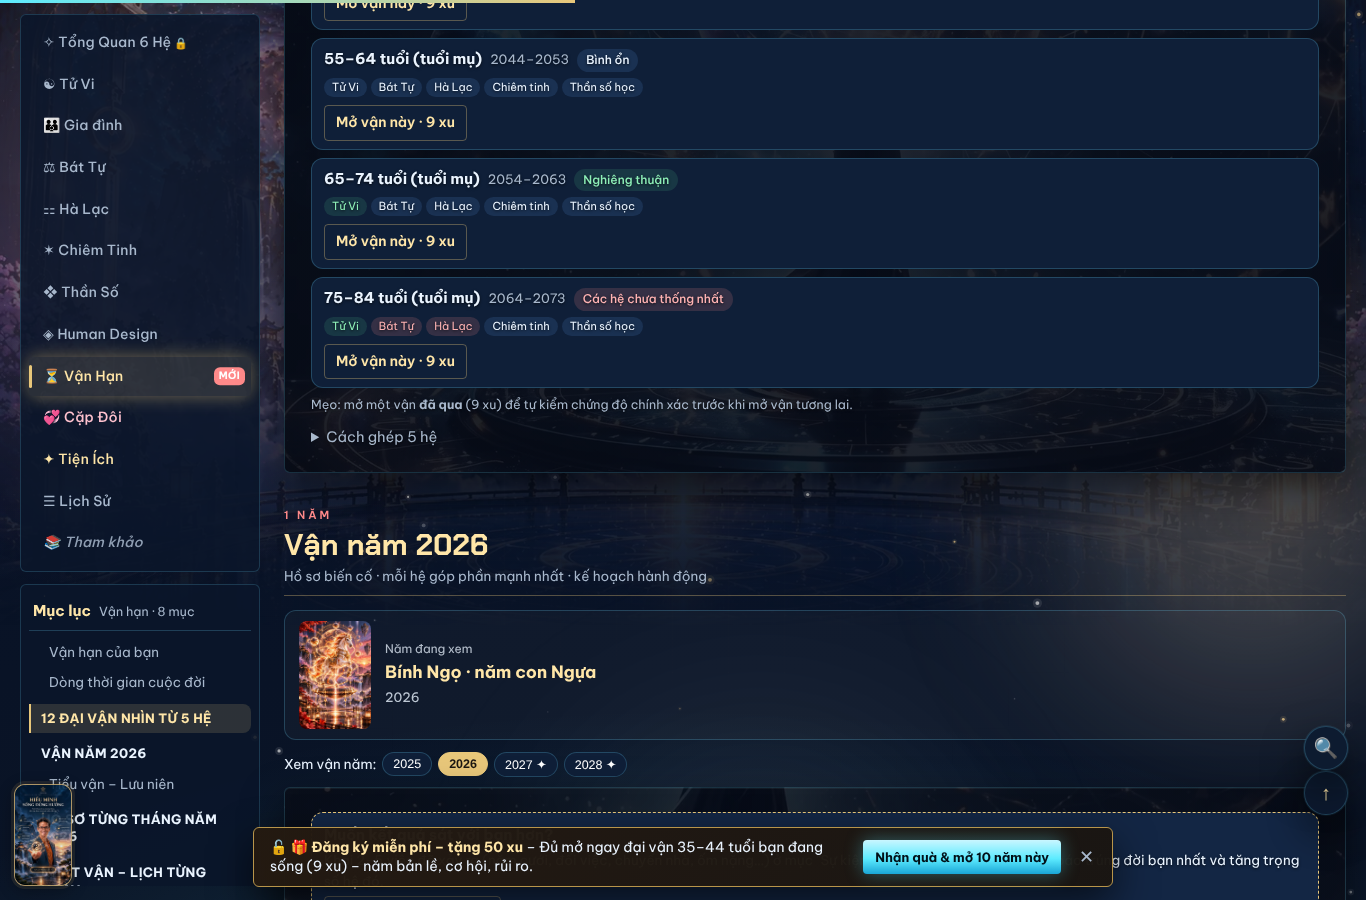 Tổng Quan 6 Hệ
Tử Vi
Gia đình
Bát Tự
Hà Lạc
Chiêm Tinh
Thần Số
Human Design
Vận Hạn MỚI
Cặp Đôi
Tiện Ích
Lịch Sử
Tham khảo
Mục lục Vận hạn · 8 mục
Vận hạn của bạn
Dòng thời gian cuộc đời
12 ĐẠI VẬN NHÌN TỪ 5 HỆ
VẬN NĂM 2026
Tiểu vận – Lưu niên
SƠ TỪNG THÁNG NĂM
VẬN – LỊCH TỪNG
Mở vận này · 9 xu
55–64 tuổi (tuổi mụ) 2044–2053 Bình ổn
Tử Vi Bát Tự Hà Lạc Chiêm tinh Thần số học
Mở vận này · 9 xu
65–74 tuổi (tuổi mụ) 2054–2063 Nghiêng thuận
Tử Vi Bát Tự Hà Lạc Chiêm tinh Thần số học
Mở vận này · 9 xu
75–84 tuổi (tuổi mụ) 2064–2073 Các hệ chưa thống nhất
Tử Vi Bát Tự Hà Lạc Chiêm tinh Thần số học
Mở vận này · 9 xu
Mẹo: mở một vận đã qua (9 xu) để tự kiểm chứng độ chính xác trước khi mở vận tương lai.
Cách ghép 5 hệ
1 NĂM
Vận năm 2026
Hồ sơ biến cố · mỗi hệ góp phần mạnh nhất · kế hoạch hành động.
Năm đang xem
Bính Ngọ · năm con Ngựa
2026
Xem vận năm: 2025 2026 2027 ✦ 2028 ✦
đời bạn nhất và tăng trọng
🔓 🎁 Đăng ký miễn phí – tặng 50 xu – Đủ mở ngay đại vận 35–44 tuổi bạn đang
sống (9 xu) – năm bản lề, cơ hội, rủi ro.
Nhận quà & mở 10 năm này ✕